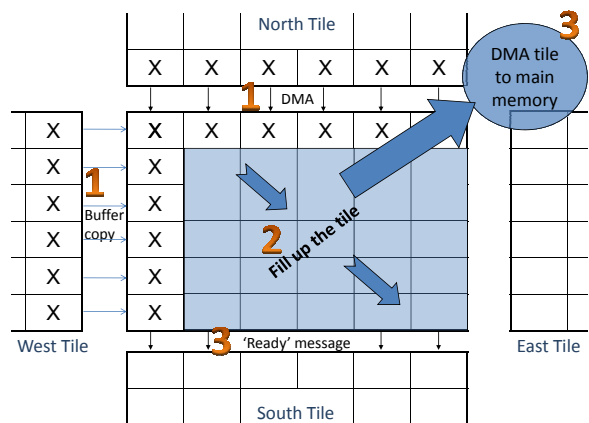 North Tile
3
DMA tile
to main
memory
X X X X X X
1 DMA
X X X X X X
X X
1
X X
Buffer
copy
X X
2
Fill up the tile
X X
X X
3 'Ready' message
West Tile
East Tile
South Tile